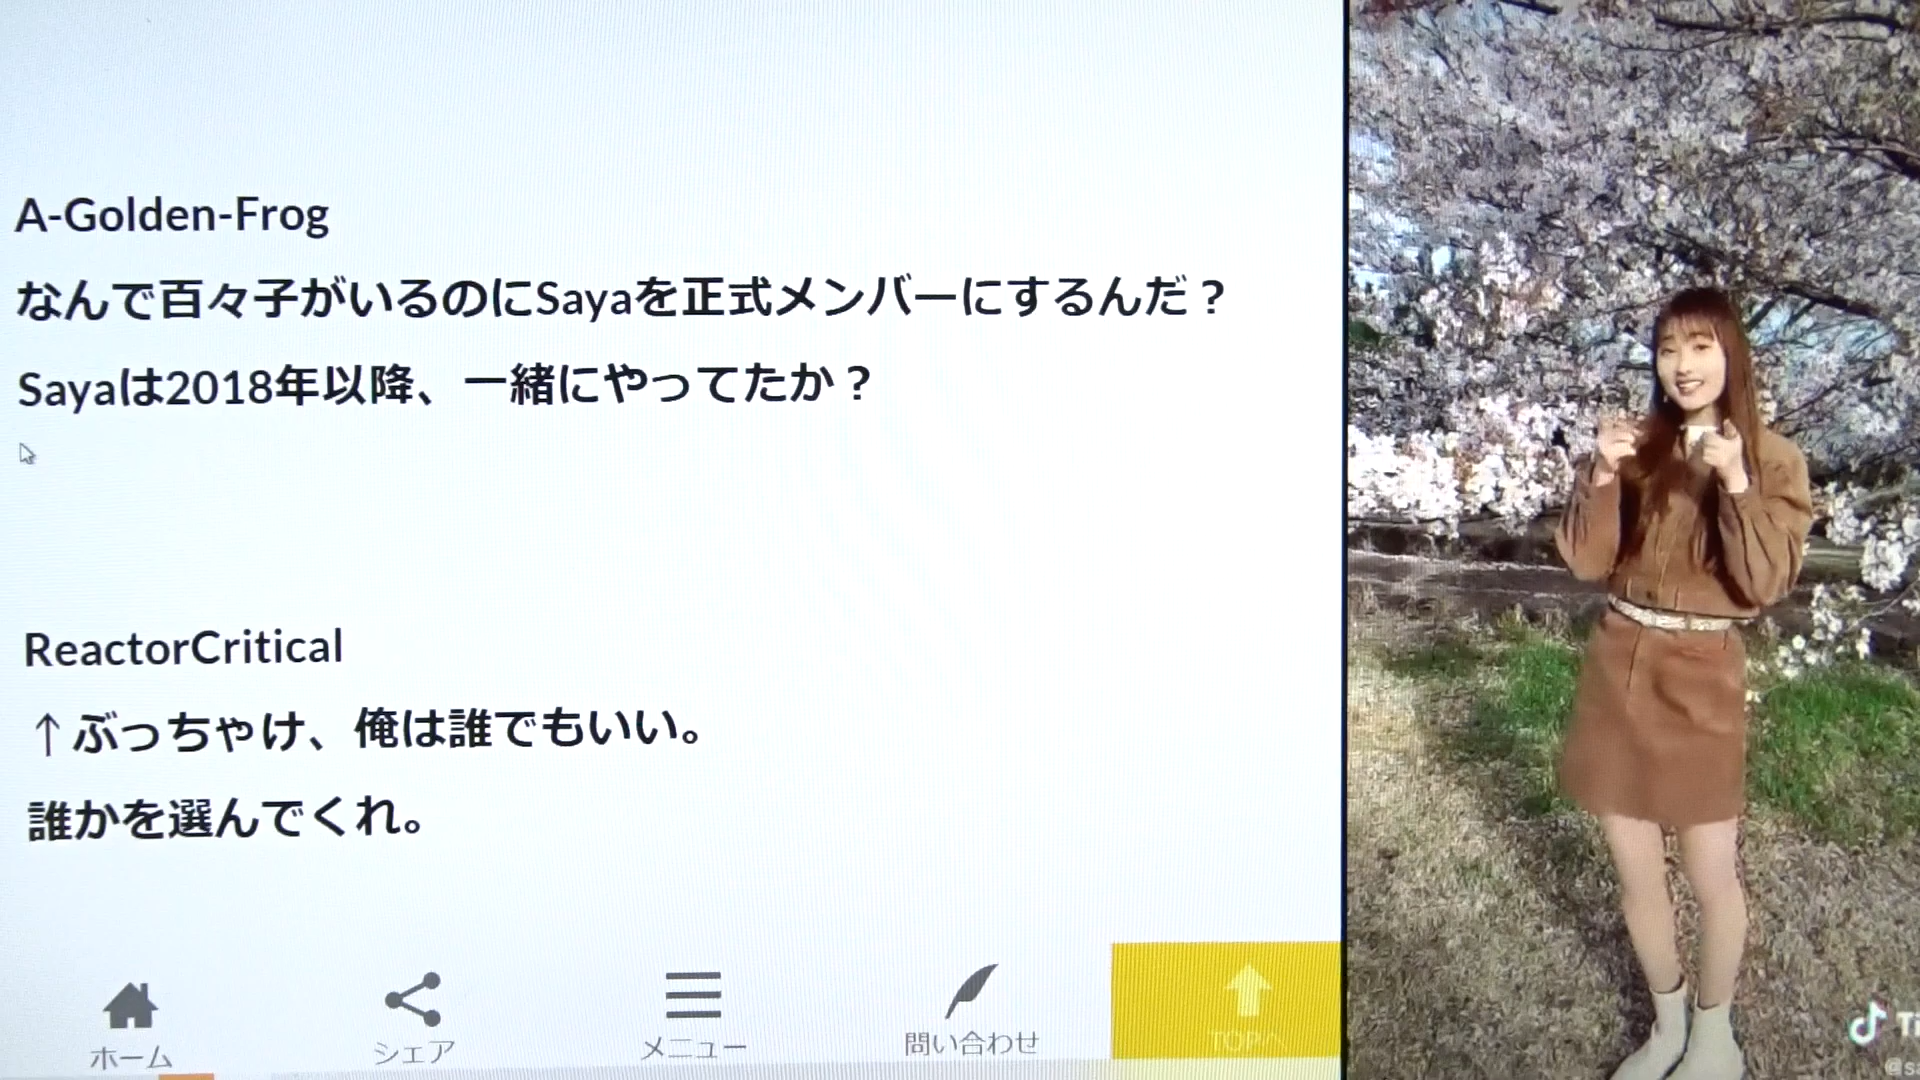 A-Golden-Frog
なんで百々子がいるのにSayaを正式メンバーにするんだ？
Sayaは2018年以降、一緒にやってたか？
ReactorCritical
↑ぶっちゃけ、俺は誰でもいい。
誰かを選んでくれ。
ホーム
シェア
メニュー
問い合わせ
TOPへ